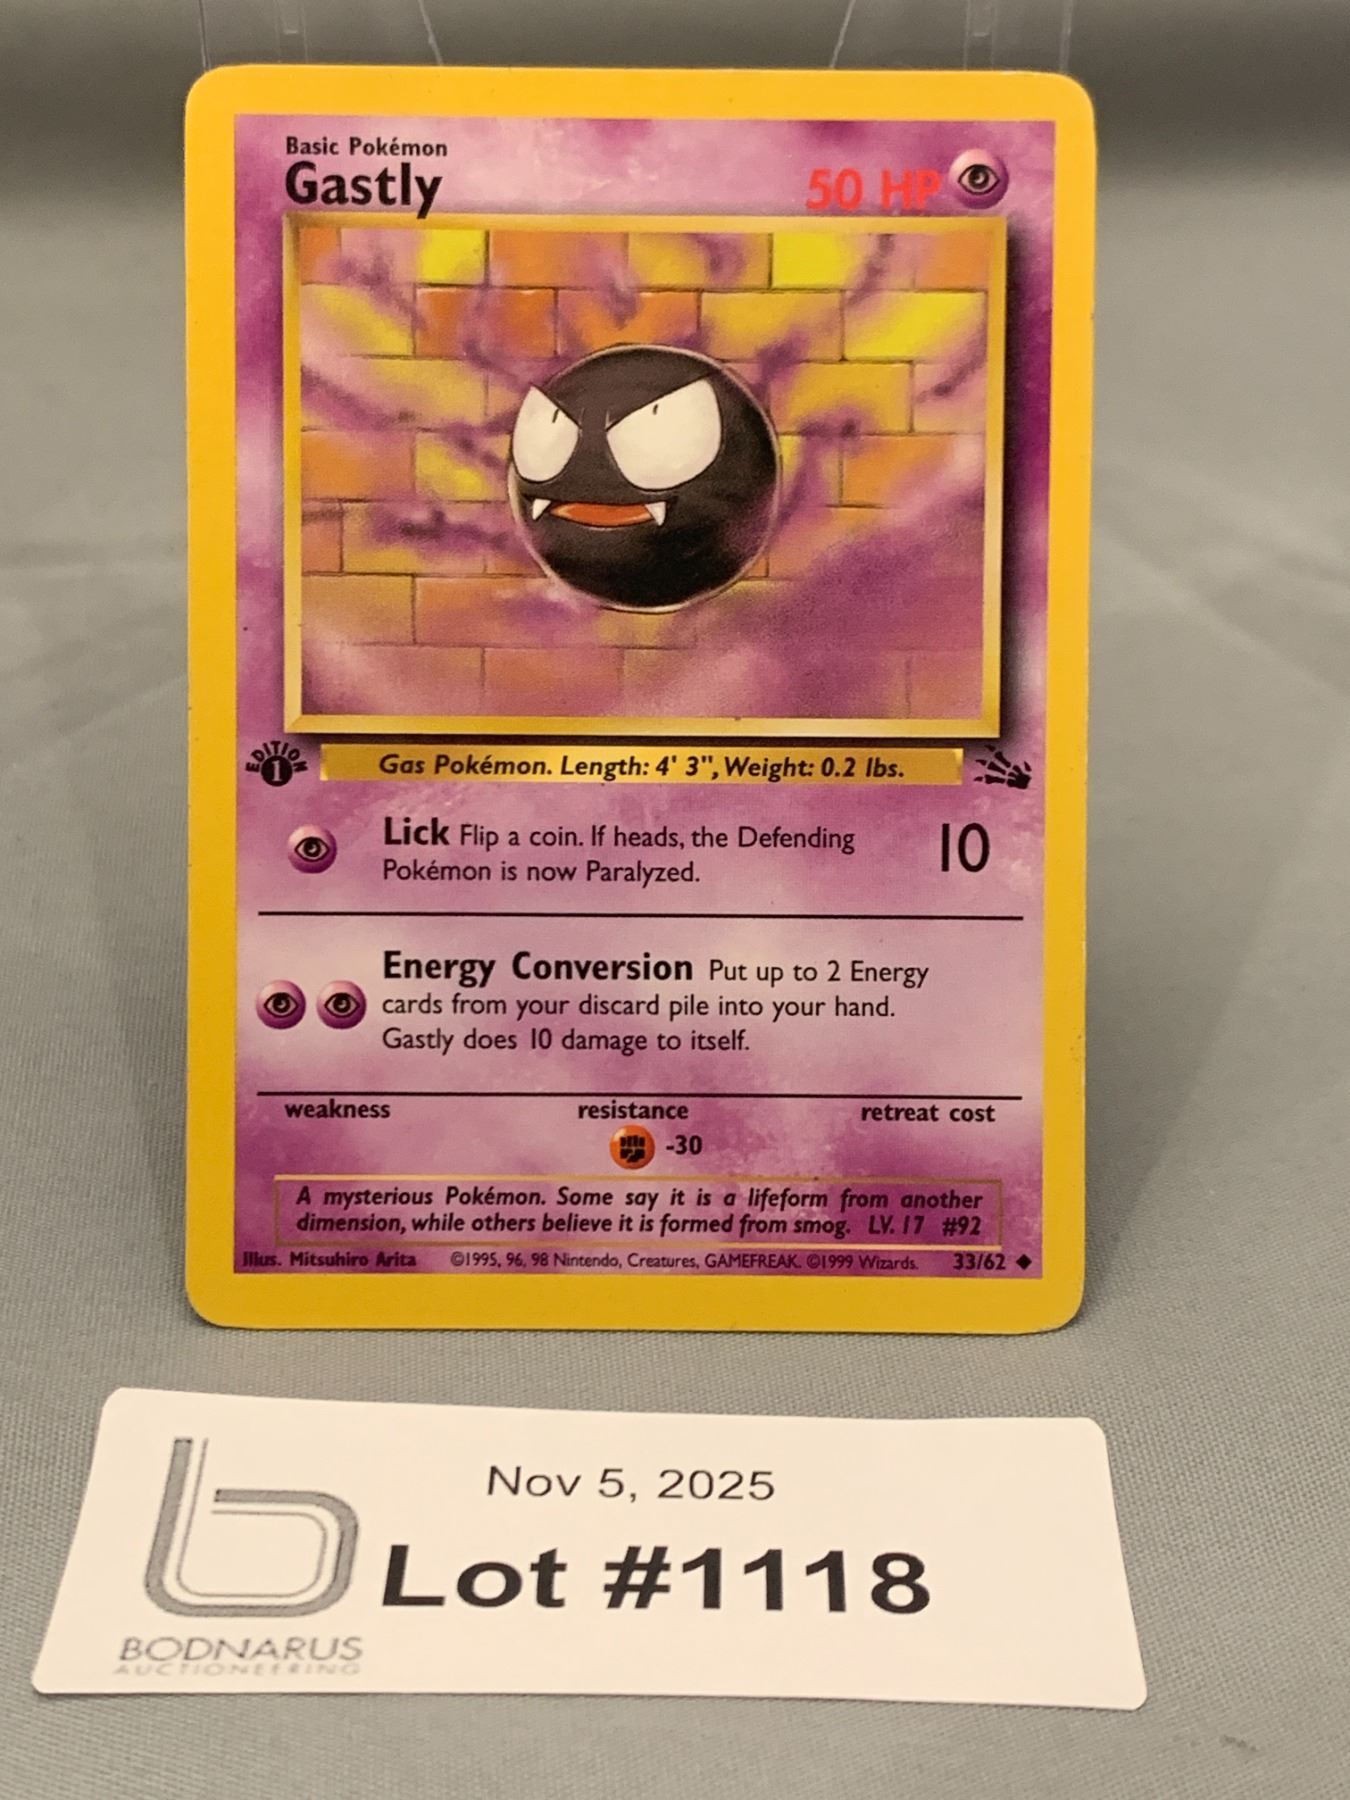 Basic Pokémon
Gastly
50 HP
EDITION
1
Gas Pokémon. Length: 4' 3", Weight: 0.2 lbs.
Lick Flip a coin. If heads, the Defending
Pokémon is now Paralyzed.
10
Energy Conversion Put up to 2 Energy
cards from your discard pile into your hand.
Gastly does 10 damage to itself.
weakness resistance retreat cost
-30
A mysterious Pokémon. Some say it is a lifeform from another
dimension, while others believe it is formed from smog. LV. 17 #92
Illus. Mitsuhiro Arita ©1995, 96, 98 Nintendo, Creatures, GAMEFREAK. ©1999 Wizards. 33/62
Nov 5, 2025
Lot #1118
BODNARUS
AUCTIONEERING